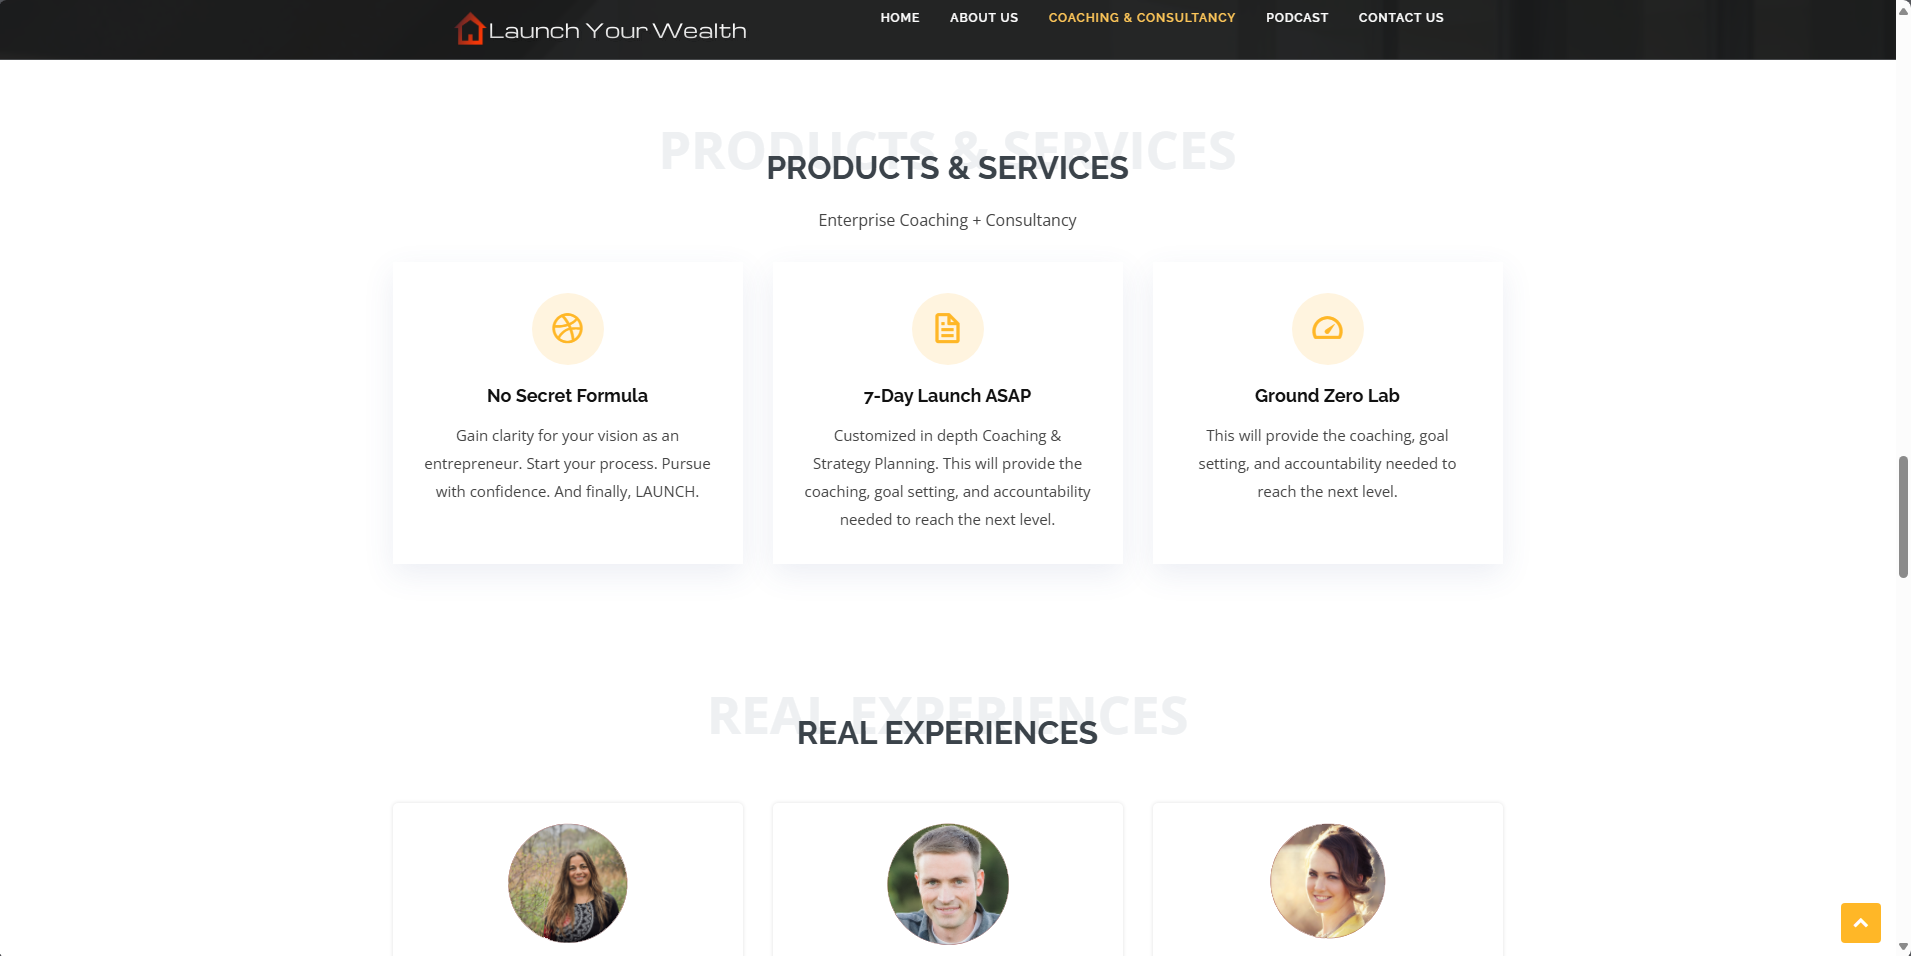 Launch Your Wealth
HOME ABOUT US COACHING & CONSULTANCY PODCAST CONTACT US
PRODUCTS & SERVICES
PRODUCTS & SERVICES
Enterprise Coaching + Consultancy
No Secret Formula
Gain clarity for your vision as an
entrepreneur. Start your process. Pursue
with confidence. And finally, LAUNCH.
7-Day Launch ASAP
Customized in depth Coaching &
Strategy Planning. This will provide the
coaching, goal setting, and accountability
needed to reach the next level.
Ground Zero Lab
This will provide the coaching, goal
setting, and accountability needed to
reach the next level.
REAL EXPERIENCES
REAL EXPERIENCES